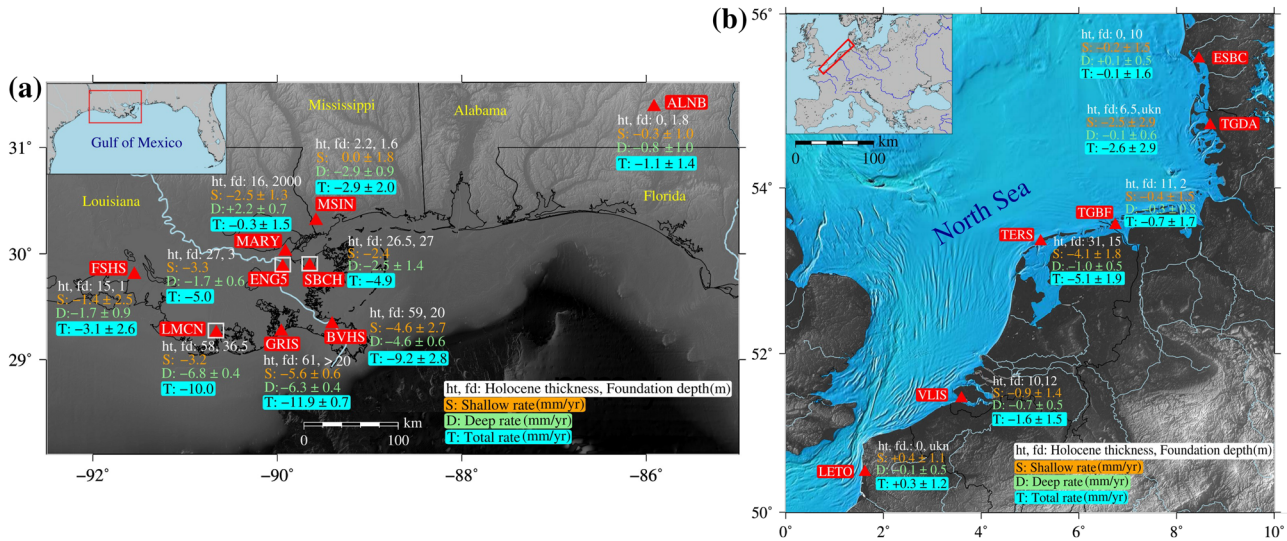 (a)
Gulf of Mexico
Mississippi
Alabama
ALNB
ht, fd: 0, 1.8
S: −0.3 ± 1.0
D: −0.8 ± 1.0
T: −1.1 ± 1.4
Florida
Louisiana
ht, fd: 2.2, 1.6
S: 0.0 ± 1.8
D: −2.9 ± 0.9
T: −2.9 ± 2.0
MSIN
ht, fd: 16, 2000
S: −2.5 ± 1.3
D: +2.2 ± 0.7
T: −0.3 ± 1.5
MARY
ht, fd: 27, 3
S: −3.3
D: −1.7 ± 0.6
T: −5.0
ENG5
ht, fd: 26.5, 27
S: −2.4
D: −2.5 ± 1.4
T: −4.9
SBCH
FSHS
ht, fd: 15, 1
S: −1.4 ± 2.5
D: −1.7 ± 0.9
T: −3.1 ± 2.6
LMCN
ht, fd: 58, 36.5
S: −3.2
D: −6.8 ± 0.4
T: −10.0
GRIS
ht, fd: 61, >20
S: −5.6 ± 0.6
D: −6.3 ± 0.4
T: −11.9 ± 0.7
BVHS
ht, fd: 59, 20
S: −4.6 ± 2.7
D: −4.6 ± 0.6
T: −9.2 ± 2.8
ht, fd: Holocene thickness, Foundation depth(m)
S: Shallow rate(mm/yr)
D: Deep rate(mm/yr)
T: Total rate(mm/yr)
km
0 100
31°
30°
29°
−92° −90° −88° −86°
(b)
km
0 100
North Sea
ht, fd: 0, 10
S: −0.2 ± 1.5
D: +0.1 ± 0.5
T: −0.1 ± 1.6
ESBC
ht, fd: 6.5, ukn
S: −2.5 ± 2.9
D: −0.1 ± 0.6
T: −2.6 ± 2.9
TGDA
ht, fd: 11, 2
S: −0.4 ± 1.5
D: −0.3 ± 0.8
T: −0.7 ± 1.7
TGBF
TERS
ht, fd: 31, 15
S: −4.1 ± 1.8
D: −1.0 ± 0.5
T: −5.1 ± 1.9
VLIS
ht, fd: 10,12
S: −0.9 ± 1.4
D: −0.7 ± 0.5
T: −1.6 ± 1.5
LETO
ht, fd: 0, ukn
S: +0.4 ± 1.1
D: −0.1 ± 0.5
T: +0.3 ± 1.2
ht, fd: Holocene thickness, Foundation depth(m)
S: Shallow rate(mm/yr)
D: Deep rate(mm/yr)
T: Total rate(mm/yr)
56°
54°
52°
50°
0° 2° 4° 6° 8° 10°